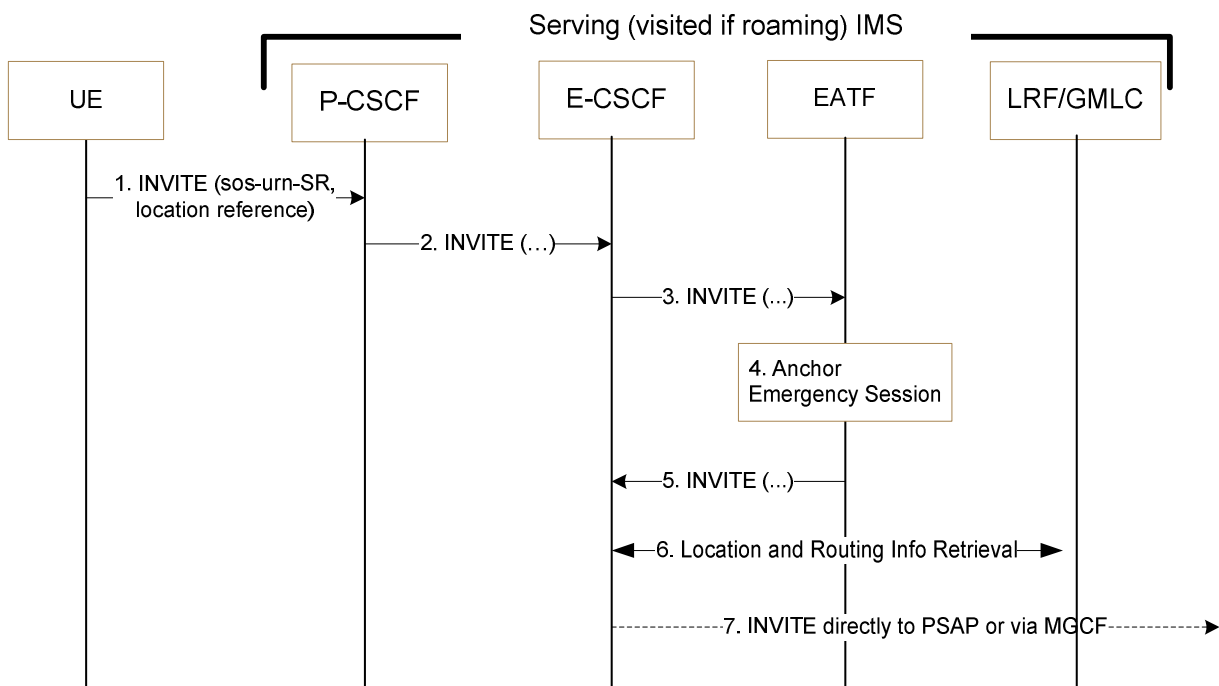 Serving (visited if roaming) IMS
UE
P-CSCF
E-CSCF
EATF
LRF/GMLC
1. INVITE (sos-urn-SR,
location reference)
2. INVITE (…)
3. INVITE (...)
4. Anchor
Emergency Session
5. INVITE (...)
6. Location and Routing Info Retrieval
7. INVITE directly to PSAP or via MGCF